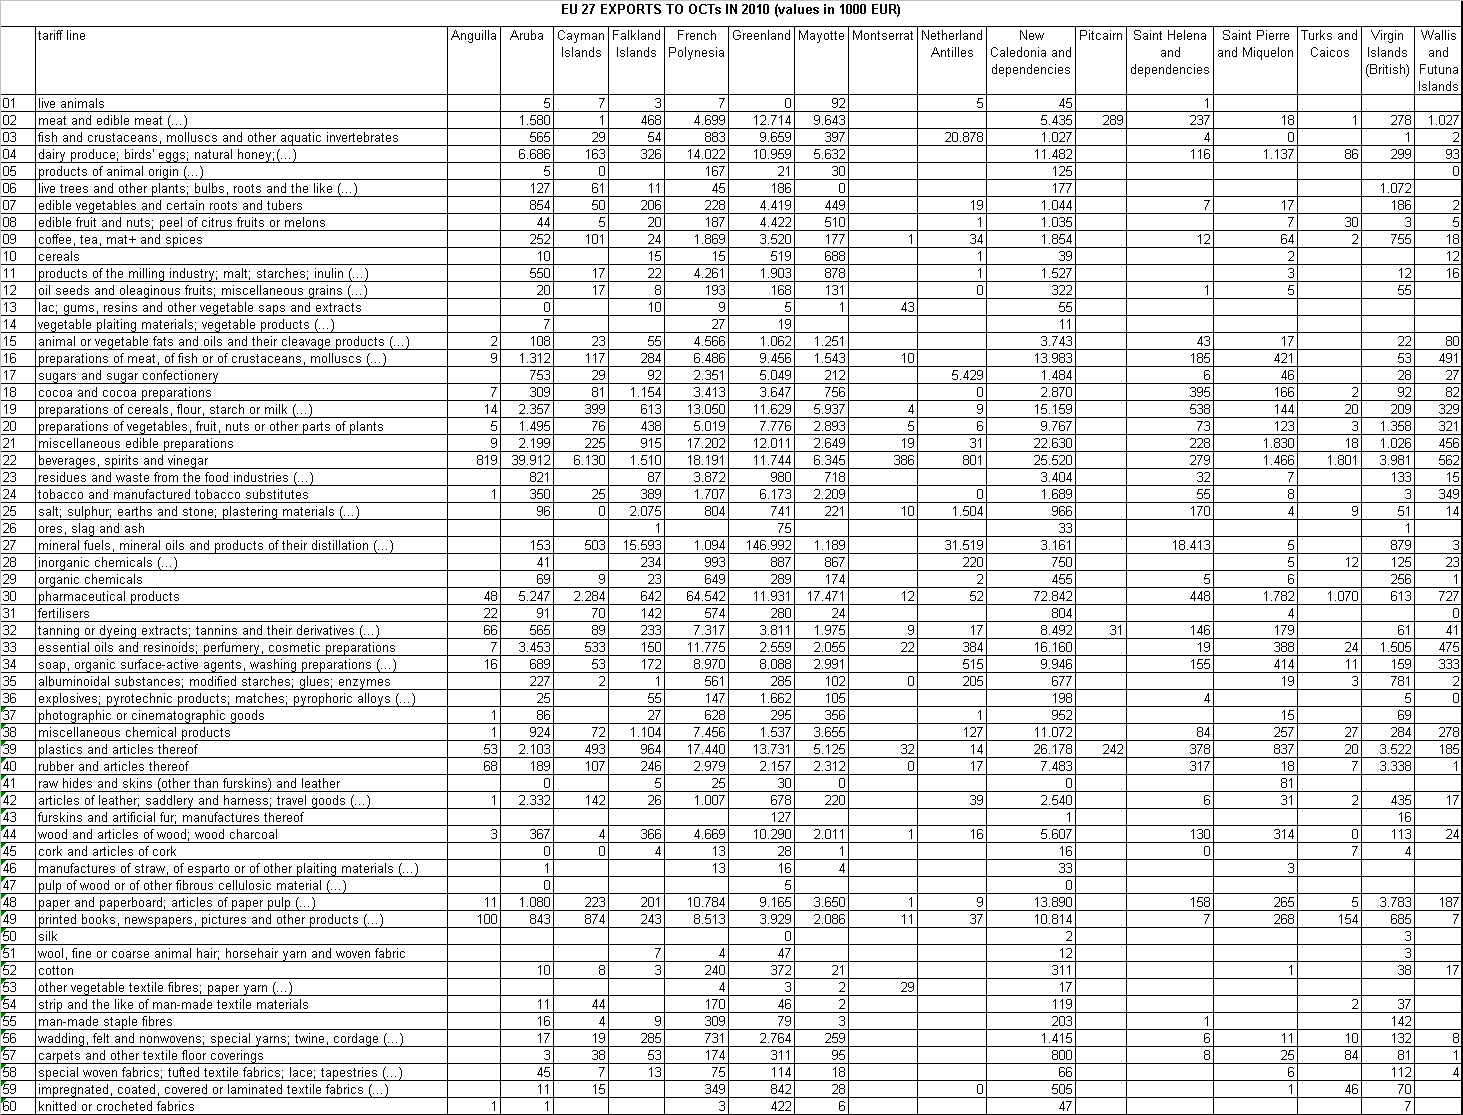 EU 27 EXPORTS TO OCTs IN 2010 (values in 1000 EUR)
tariff line Anguilla Aruba Cayman Islands Falkland Islands French Polynesia Greenland Mayotte Montserrat Netherland Antilles New Caledonia and dependencies Pitcairn Saint Helena and dependencies Saint Pierre and Miquelon Turks and Caicos Virgin Islands (British) Wallis and Futuna Islands
01 live animals 5 7 3 7 0 92 5 45 1
02 meat and edible meat (...) 1.580 1 468 4.699 12.714 9.643 5.435 289 237 18 1 278 1.027
03 fish and crustaceans, molluscs and other aquatic invertebrates 565 29 54 883 9.659 397 20.878 1.027 4 0 1 2
04 dairy produce; birds' eggs; natural honey;(...) 6.686 163 326 14.022 10.959 5.632 11.482 116 1.137 86 299 93
05 products of animal origin (...) 5 0 167 21 30 125 0
06 live trees and other plants; bulbs, roots and the like (...) 127 61 11 45 186 0 177 1.072
07 edible vegetables and certain roots and tubers 854 50 206 228 4.419 449 19 1.044 7 17 186 2
08 edible fruit and nuts; peel of citrus fruits or melons 44 5 20 187 4.422 510 1 1.035 7 30 3 5
09 coffee, tea, mat+ and spices 252 101 24 1.869 3.520 177 1 34 1.854 12 64 2 755 18
10 cereals 10 15 15 519 688 1 39 2 12
11 products of the milling industry; malt; starches; inulin (...) 550 17 22 4.261 1.903 878 1 1.527 3 12 16
12 oil seeds and oleaginous fruits; miscellaneous grains (...) 20 17 8 193 168 131 0 322 1 5 55
13 lac; gums, resins and other vegetable saps and extracts 0 10 9 5 1 43 55
14 vegetable plaiting materials; vegetable products (...) 7 27 19 11
15 animal or vegetable fats and oils and their cleavage products (...) 2 108 23 55 4.566 1.062 1.251 3.743 43 17 22 80
16 preparations of meat, of fish or of crustaceans, molluscs (...) 9 1.312 117 284 6.486 9.456 1.543 10 13.983 185 421 53 491
17 sugars and sugar confectionery 753 29 92 2.351 5.049 212 5.429 1.484 6 46 28 27
18 cocoa and cocoa preparations 7 309 81 1.154 3.413 3.647 756 0 2.870 395 166 2 92 82
19 preparations of cereals, flour, starch or milk (...) 14 2.357 399 613 13.050 11.629 5.937 4 9 15.159 538 144 20 209 329
20 preparations of vegetables, fruit, nuts or other parts of plants 5 1.495 76 438 5.019 7.776 2.893 5 6 9.767 73 123 3 1.358 321
21 miscellaneous edible preparations 9 2.199 225 915 17.202 12.011 2.649 19 31 22.630 228 1.830 18 1.026 456
22 beverages, spirits and vinegar 819 39.912 6.130 1.510 18.191 11.744 6.345 386 801 25.520 279 1.466 1.801 3.981 562
23 residues and waste from the food industries (...) 821 87 3.872 980 718 3.404 32 7 133 15
24 tobacco and manufactured tobacco substitutes 1 350 25 389 1.707 6.173 2.209 0 1.689 55 8 3 349
25 salt; sulphur; earths and stone; plastering materials (...) 96 0 2.075 804 741 221 10 1.504 966 170 4 9 51 14
26 ores, slag and ash 1 75 33 1
27 mineral fuels, mineral oils and products of their distillation (...) 153 503 15.593 1.094 146.992 1.189 31.519 3.161 18.413 5 879 3
28 inorganic chemicals (...) 41 234 993 887 867 220 750 5 12 125 23
29 organic chemicals 69 9 23 649 289 174 2 455 5 6 256 1
30 pharmaceutical products 48 5.247 2.284 642 64.542 11.931 17.471 12 52 72.842 448 1.782 1.070 613 727
31 fertilisers 22 91 70 142 574 280 24 804 4 0
32 tanning or dyeing extracts; tannins and their derivatives (...) 66 565 89 233 7.317 3.811 1.975 9 17 8.492 31 146 179 61 41
33 essential oils and resinoids; perfumery, cosmetic preparations 7 3.453 533 150 11.775 2.559 2.055 22 384 16.160 19 388 24 1.505 475
34 soap, organic surface-active agents, washing preparations (...) 16 689 53 172 8.970 8.088 2.991 515 9.946 155 414 11 159 333
35 albuminoidal substances; modified starches; glues; enzymes 227 2 1 561 285 102 0 205 677 19 3 781 2
36 explosives; pyrotechnic products; matches; pyrophoric alloys (...) 25 55 147 1.662 105 198 4 5 0
37 photographic or cinematographic goods 1 86 27 628 295 356 1 952 15 69
38 miscellaneous chemical products 1 924 72 1.104 7.456 1.537 3.655 127 11.072 84 257 27 284 278
39 plastics and articles thereof 53 2.103 493 964 17.440 13.731 5.125 32 14 26.178 242 378 837 20 3.522 185
40 rubber and articles thereof 68 189 107 246 2.979 2.157 2.312 0 17 7.483 317 18 7 3.338 1
41 raw hides and skins (other than furskins) and leather 0 5 25 30 0 0 81
42 articles of leather; saddlery and harness; travel goods (...) 1 2.332 142 26 1.007 678 220 39 2.540 6 31 2 435 17
43 furskins and artificial fur; manufactures thereof 127 1 16
44 wood and articles of wood; wood charcoal 3 367 4 366 4.669 10.290 2.011 1 16 5.607 130 314 0 113 24
45 cork and articles of cork 0 0 4 13 28 1 16 0 7 4
46 manufactures of straw, of esparto or of other plaiting materials (...) 1 13 16 4 33 3
47 pulp of wood or of other fibrous cellulosic material (...) 0 5 0
48 paper and paperboard; articles of paper pulp (...) 11 1.080 223 201 10.784 9.165 3.650 1 9 13.890 158 265 5 3.783 187
49 printed books, newspapers, pictures and other products (...) 100 843 874 243 8.513 3.929 2.086 11 37 10.814 7 268 154 685 7
50 silk 0 2 3
51 wool, fine or coarse animal hair; horsehair yarn and woven fabric 7 4 47 12 3
52 cotton 10 8 3 240 372 21 311 1 38 17
53 other vegetable textile fibres; paper yarn (...) 4 3 2 29 17
54 strip and the like of man-made textile materials 11 44 170 46 2 119 2 37
55 man-made staple fibres 16 4 9 309 79 3 203 1 142
56 wadding, felt and nonwovens; special yarns; twine, cordage (...) 17 19 285 731 2.764 259 1.415 6 11 10 132 8
57 carpets and other textile floor coverings 3 38 53 174 311 95 800 8 25 84 81 1
58 special woven fabrics; tufted textile fabrics; lace; tapestries (...) 45 7 13 75 114 18 66 6 112 4
59 impregnated, coated, covered or laminated textile fabrics (...) 11 15 349 842 28 0 505 1 46 70
60 knitted or crocheted fabrics 1 1 3 422 6 47 7